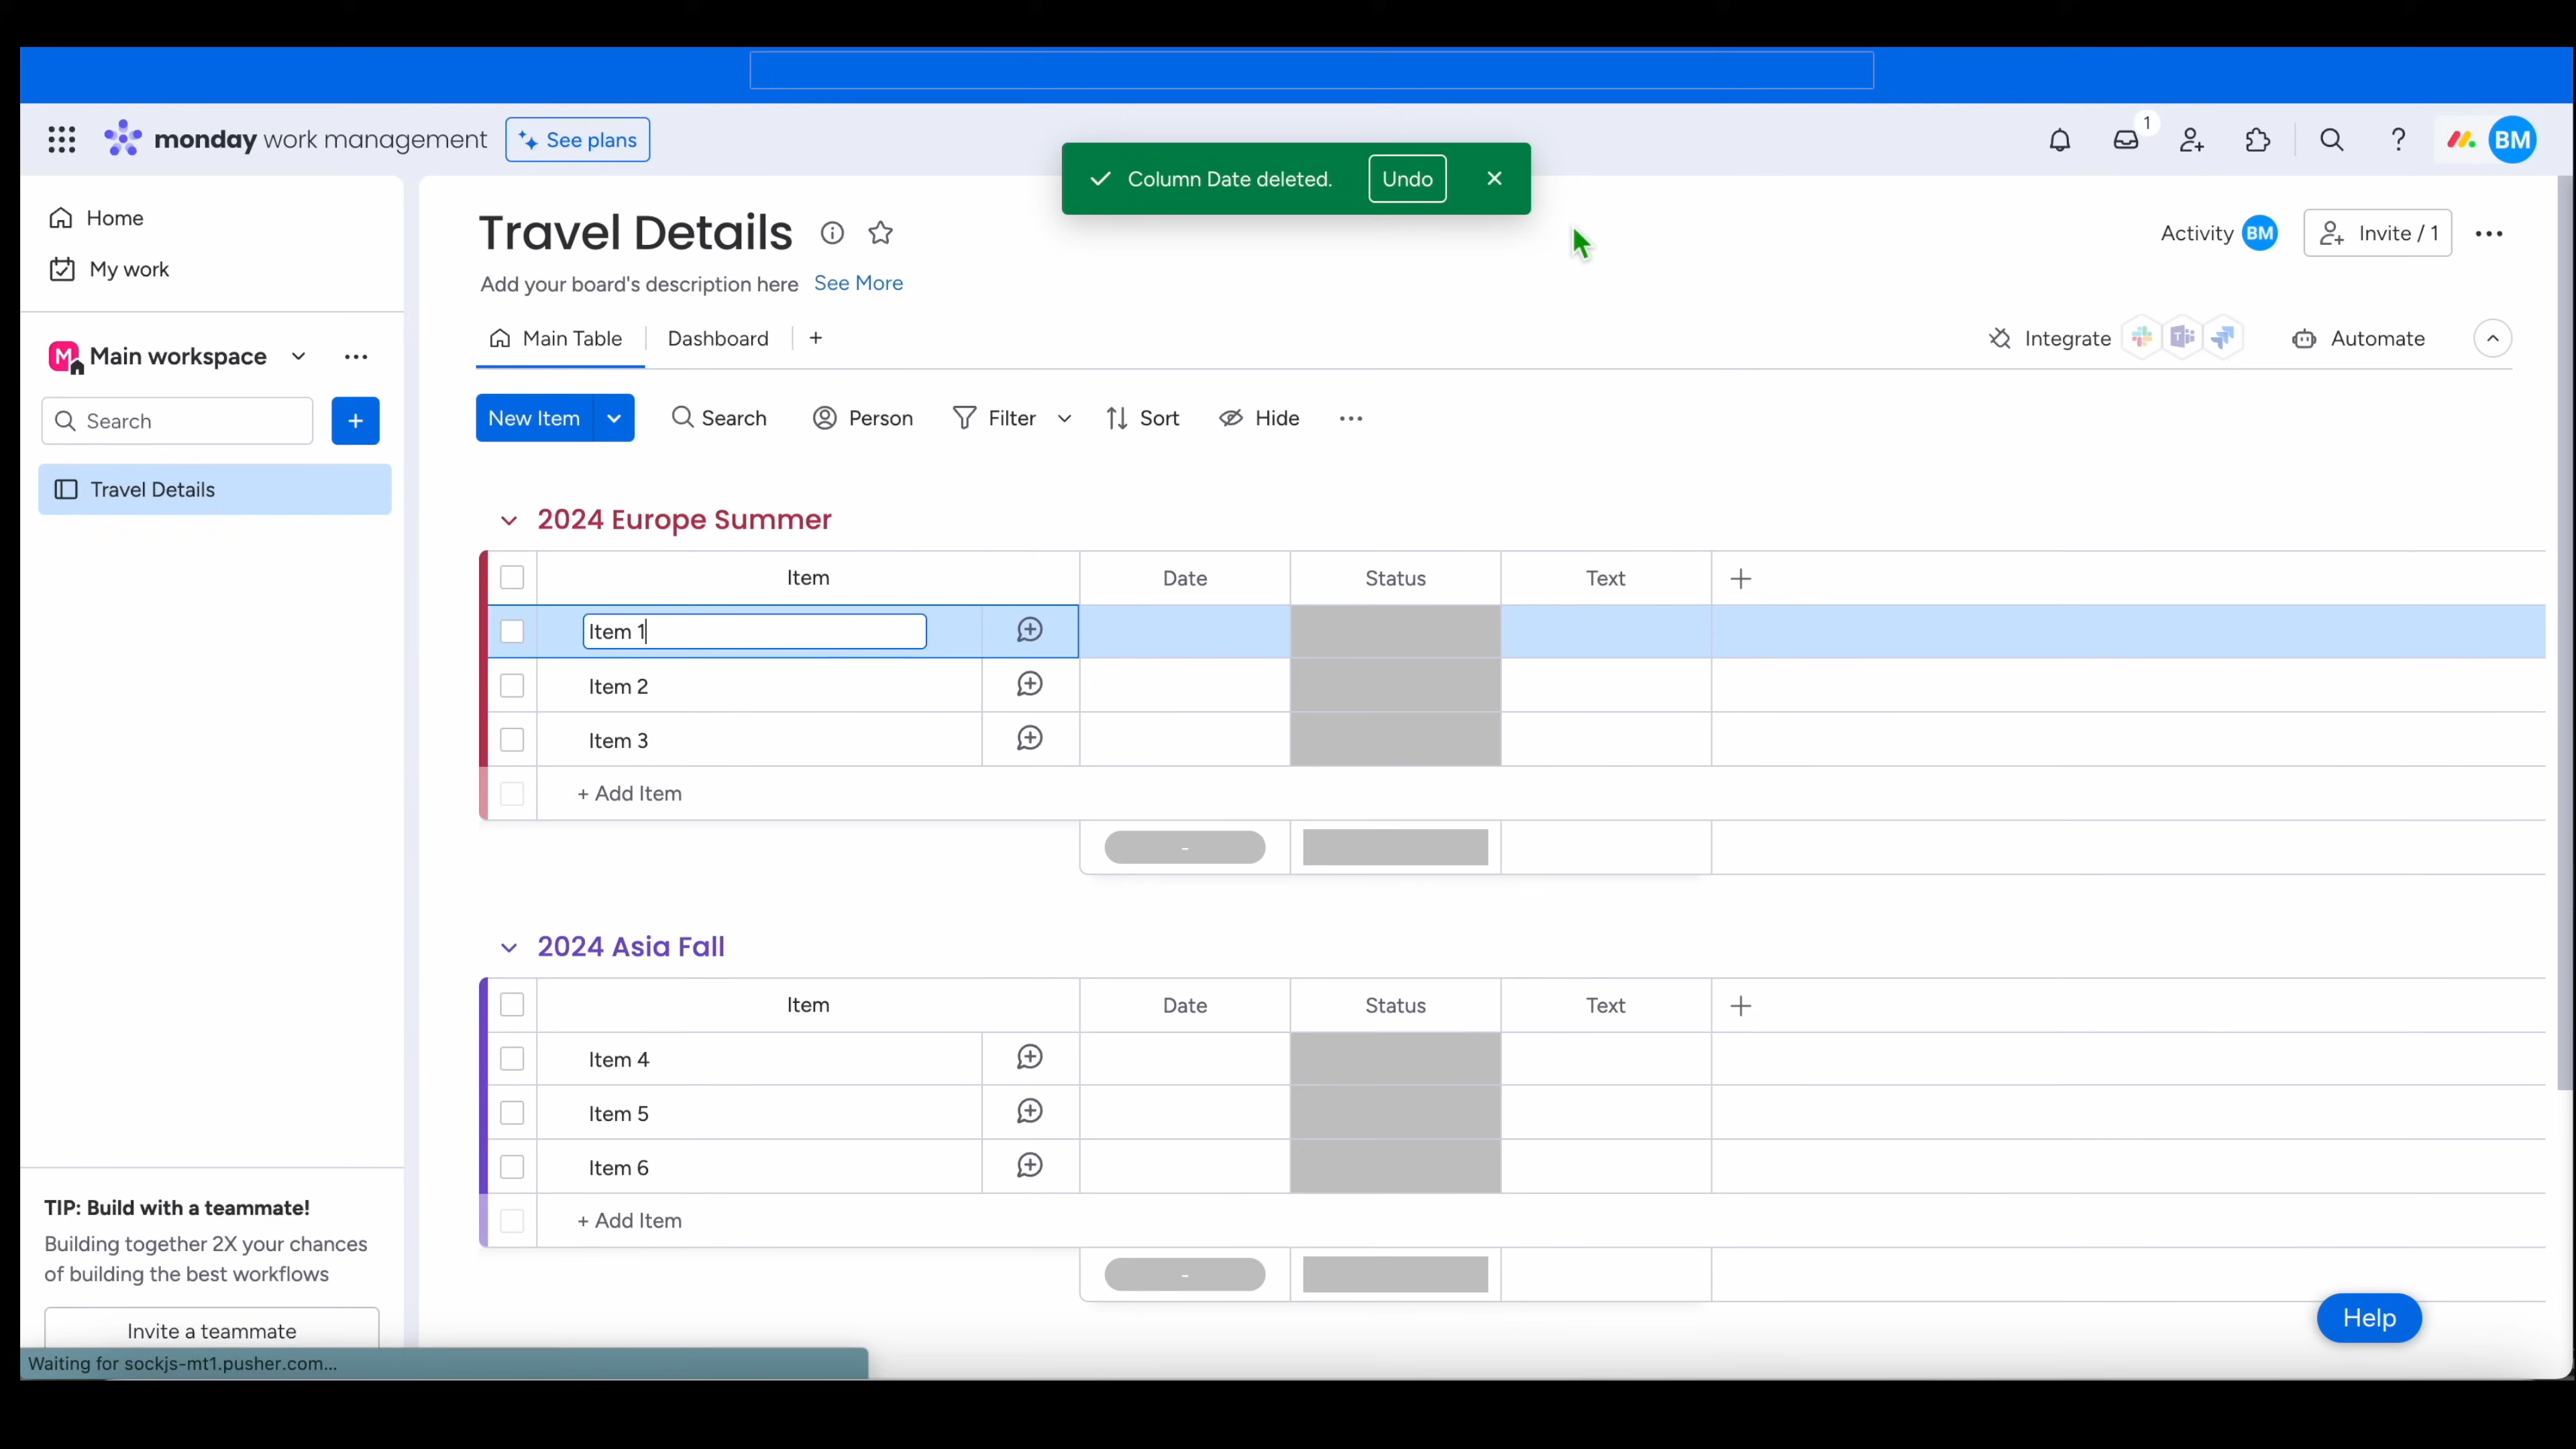 monday work management
See plans
1
BM
Column Date deleted.
Undo
Home
My work
M
Main workspace
Search
+
Travel Details
TIP: Build with a teammate!
Building together 2X your chances
of building the best workflows
Invite a teammate
Waiting for sockjs-mt1.pusher.com...
Travel Details
Activity
BM
Invite / 1
Add your board's description here
See More
Main Table
Dashboard
+
Integrate
Automate
New Item
Search
Person
Filter
Sort
Hide
2024 Europe Summer
Item
Date
Status
Text
+
Item 1
Item 2
Item 3
+ Add Item
-
2024 Asia Fall
Item
Date
Status
Text
+
Item 4
Item 5
Item 6
+ Add Item
-
Help